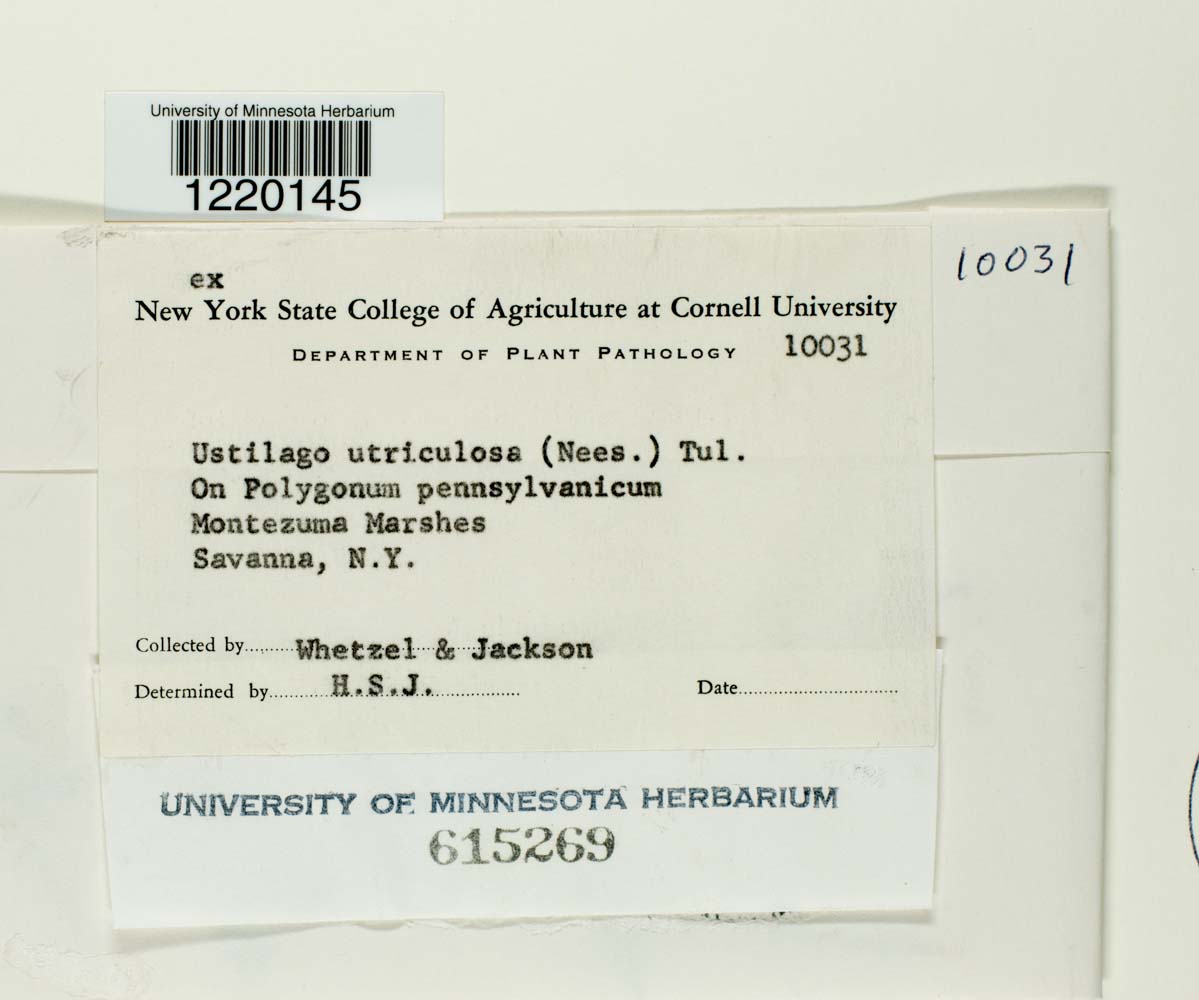 University of Minnesota Herbarium
1220145
10031
ex
New York State College of Agriculture at Cornell University
DEPARTMENT OF PLANT PATHOLOGY 10031
Ustilago utriculosa (Nees.) Tul.
On Polygonum pennsylvanicum
Montezuma Marshes
Savanna, N.Y.
Collected by Whetzel & Jackson
Determined by H.S.J. Date
UNIVERSITY OF MINNESOTA HERBARIUM
615269